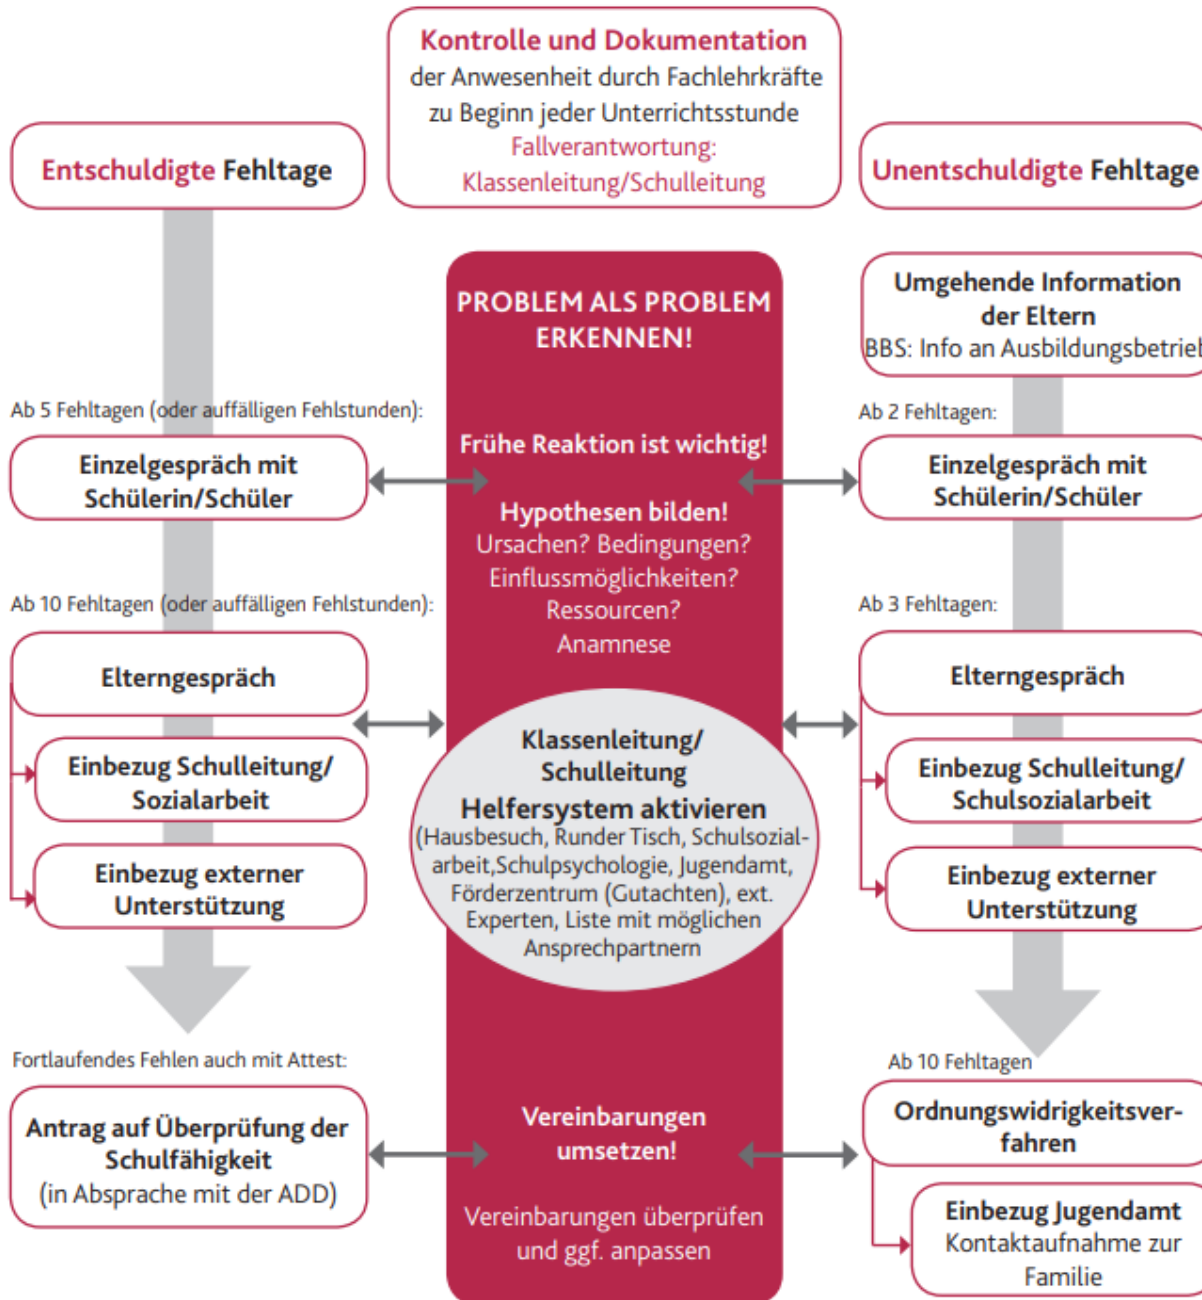 Kontrolle und Dokumentation
der Anwesenheit durch Fachlehrkräfte
zu Beginn jeder Unterrichtsstunde
Fallverantwortung:
Klassenleitung/Schulleitung
Entschuldigte Fehltage
Ab 5 Fehltagen (oder auffälligen Fehlstunden):
Einzelgespräch mit
Schülerin/Schüler
Ab 10 Fehltagen (oder auffälligen Fehlstunden):
Elterngespräch
Einbezug Schulleitung/
Sozialarbeit
Einbezug externer
Unterstützung
Fortlaufendes Fehlen auch mit Attest:
Antrag auf Überprüfung der
Schulfähigkeit
(in Absprache mit der ADD)
PROBLEM ALS PROBLEM
ERKENNEN!
Frühe Reaktion ist wichtig!
Hypothesen bilden!
Ursachen? Bedingungen?
Einflussmöglichkeiten?
Ressourcen?
Anamnese
Klassenleitung/
Schulleitung
Helfersystem aktivieren
(Hausbesuch, Runder Tisch, Schulsozial-
arbeit,Schulpsychologie, Jugendamt,
Förderzentrum (Gutachten), ext.
Experten, Liste mit möglichen
Ansprechpartnern
Vereinbarungen
umsetzen!
Vereinbarungen überprüfen
und ggf. anpassen
Unentschuldigte Fehltage
Umgehende Information
der Eltern
BBS: Info an Ausbildungsbetrieb
Ab 2 Fehltagen:
Einzelgespräch mit
Schülerin/Schüler
Ab 3 Fehltagen:
Elterngespräch
Einbezug Schulleitung/
Schulsozialarbeit
Einbezug externer
Unterstützung
Ab 10 Fehltagen
Ordnungswidrigkeitsver-
fahren
Einbezug Jugendamt
Kontaktaufnahme zur
Familie